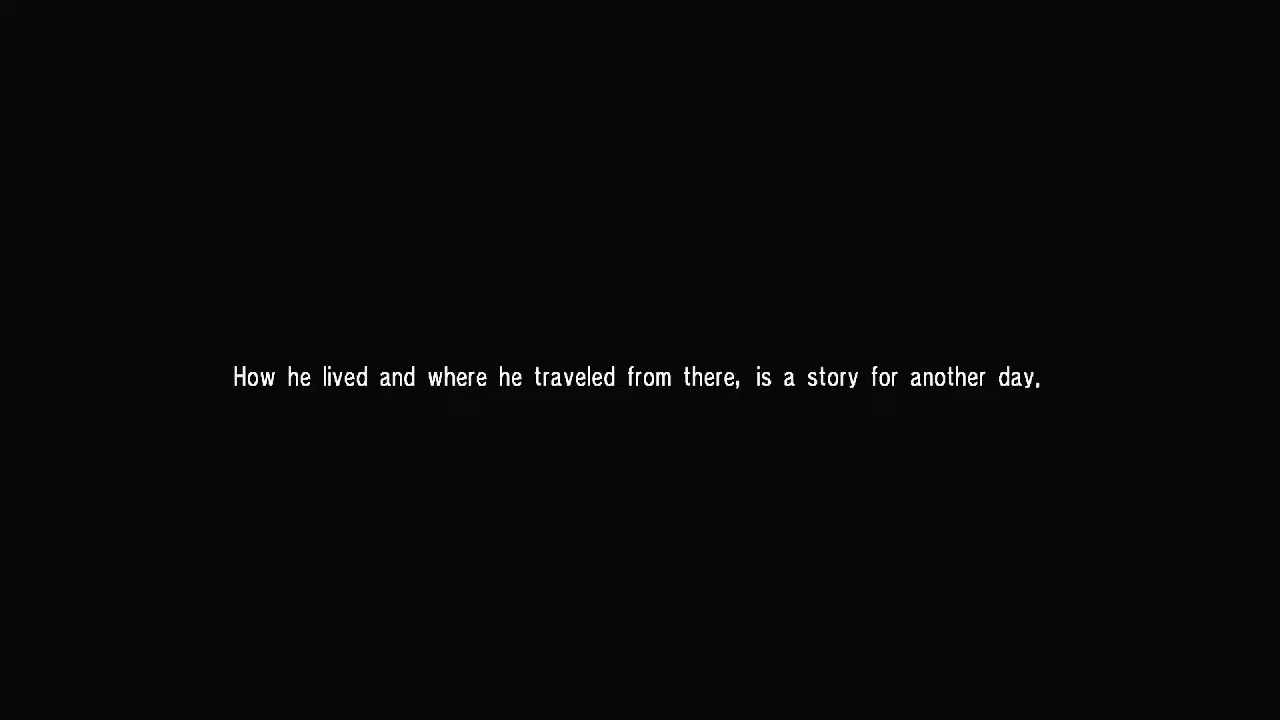 How he lived and where he traveled from there, is a story for another day.